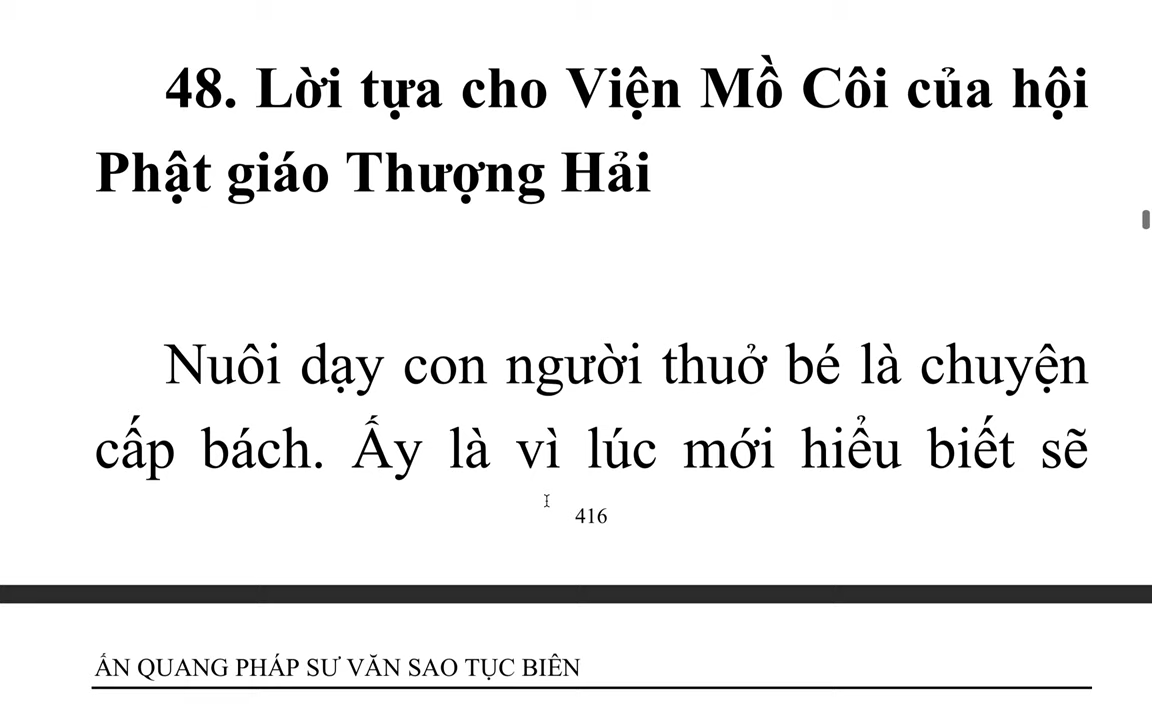 48. Lời tựa cho Viện Mồ Côi của hội
Phật giáo Thượng Hải
Nuôi dạy con người thuở bé là chuyện
cấp bách. Ấy là vì lúc mới hiểu biết sẽ
416
ẤN QUANG PHÁP SƯ VĂN SAO TỤC BIÊN